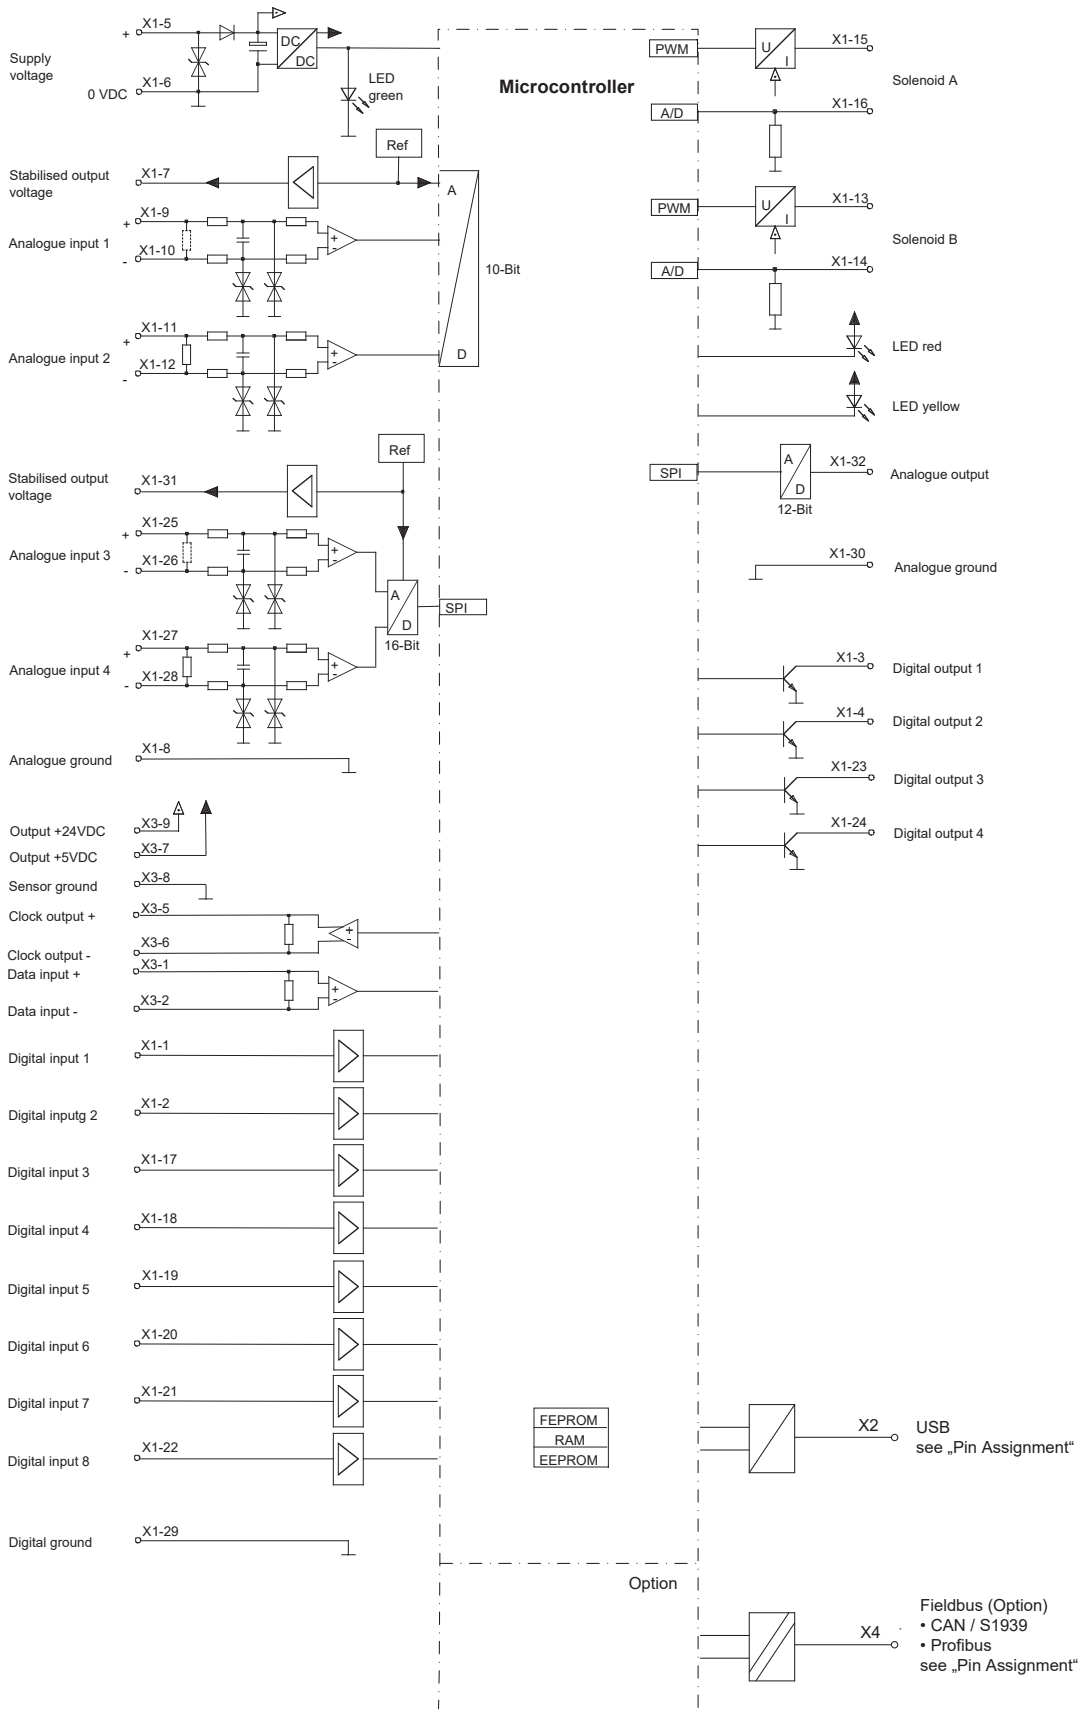 X1-5
+
Supply
voltage
X1-6
0 VDC
DC
DC
LED
green
Ref
Stabilised output
voltage
X1-7
X1-9
+
Analogue input 1
X1-10
-
+
-
A
10-Bit
D
X1-11
+
Analogue input 2
X1-12
-
+
-
Ref
Stabilised output
voltage
X1-31
X1-25
+
Analogue input 3
X1-26
-
+
-
A
D
16-Bit
SPI
X1-27
+
Analogue input 4
X1-28
-
+
-
X1-8
Analogue ground
X3-9
Output +24VDC
X3-7
Output +5VDC
X3-8
Sensor ground
X3-5
Clock output +
+
-
X3-6
Clock output -
X3-1
Data input +
+
-
X3-2
Data input -
X1-1
Digital input 1
X1-2
Digital inputg 2
X1-17
Digital input 3
X1-18
Digital input 4
X1-19
Digital input 5
X1-20
Digital input 6
X1-21
Digital input 7
X1-22
Digital input 8
X1-29
Digital ground
Microcontroller
FEPROM
RAM
EEPROM
Option
PWM
U
I
X1-15
Solenoid A
A/D
X1-16
PWM
U
I
X1-13
Solenoid B
A/D
X1-14
LED red
LED yellow
SPI
A
D
12-Bit
X1-32
Analogue output
X1-30
Analogue ground
X1-3
Digital output 1
X1-4
Digital output 2
X1-23
Digital output 3
X1-24
Digital output 4
X2
USB
see „Pin Assignment“
X4
Fieldbus (Option)
• CAN / S1939
• Profibus
see „Pin Assignment“